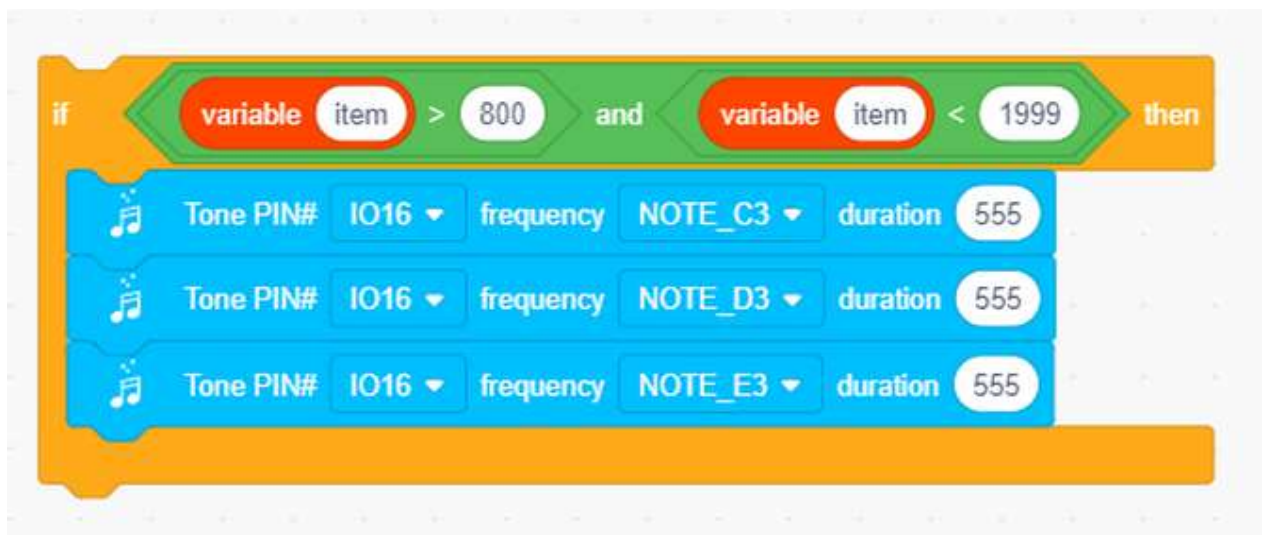 if variable item > 800 and variable item < 1999 then
Tone PIN# IO16 frequency NOTE_C3 duration 555
Tone PIN# IO16 frequency NOTE_D3 duration 555
Tone PIN# IO16 frequency NOTE_E3 duration 555